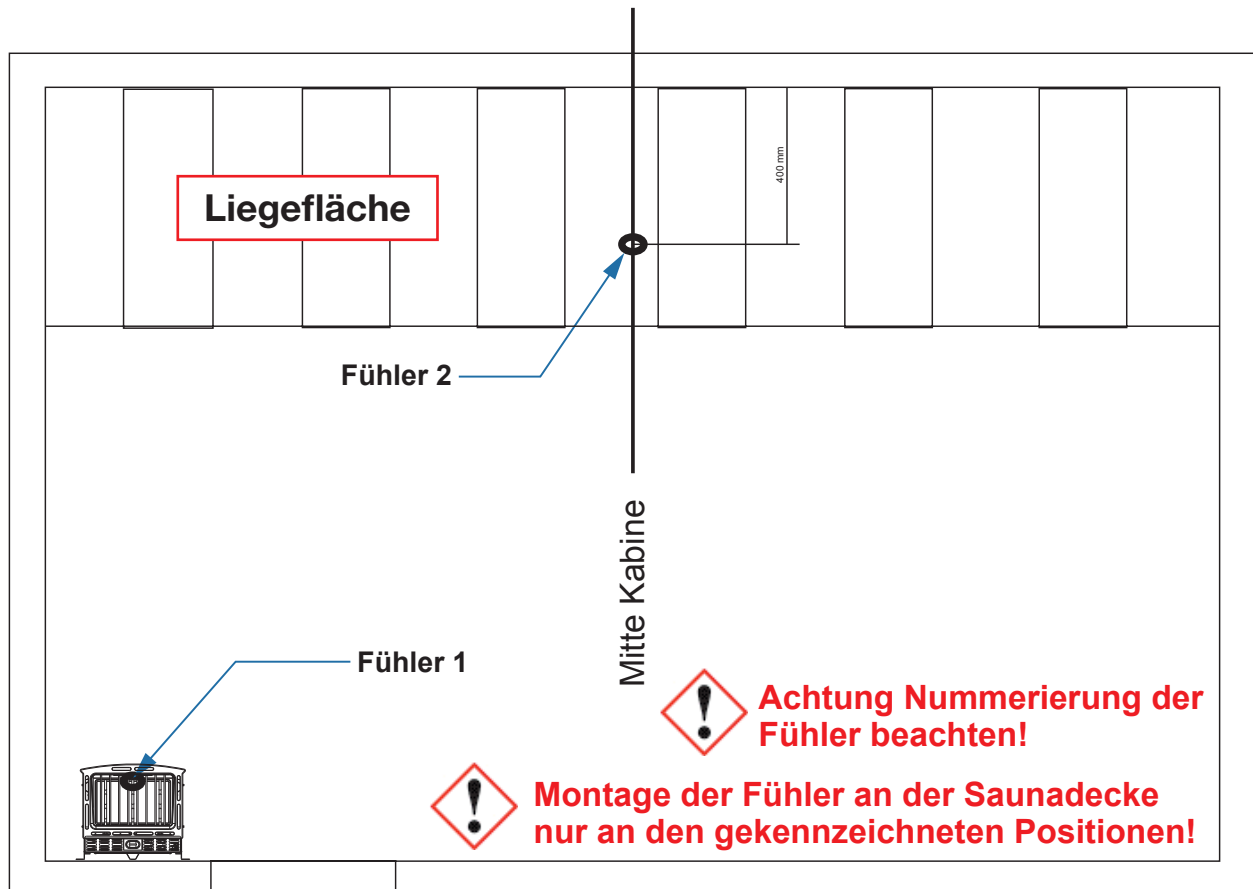 400 mm
Liegefläche
Fühler 2
Mitte Kabine
Fühler 1
Achtung Nummerierung der
Fühler beachten!
Montage der Fühler an der Saunadecke
nur an den gekennzeichneten Positionen!